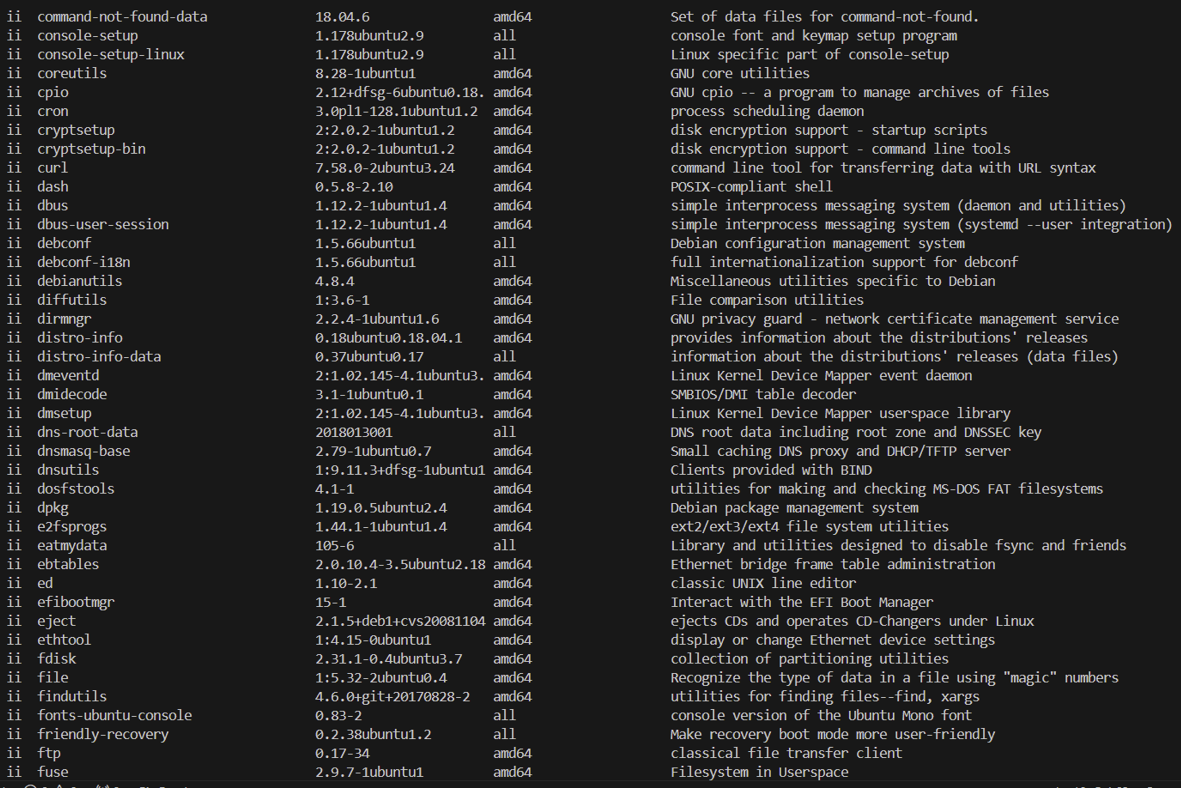 ii  command-not-found-data  18.04.6  amd64  Set of data files for command-not-found.
ii  console-setup  1.178ubuntu2.9  all  console font and keymap setup program
ii  console-setup-linux  1.178ubuntu2.9  all  Linux specific part of console-setup
ii  coreutils  8.28-1ubuntu1  amd64  GNU core utilities
ii  cpio  2.12+dfsg-6ubuntu0.18.  amd64  GNU cpio -- a program to manage archives of files
ii  cron  3.0pl1-128.1ubuntu1.2  amd64  process scheduling daemon
ii  cryptsetup  2:2.0.2-1ubuntu1.2  amd64  disk encryption support - startup scripts
ii  cryptsetup-bin  2:2.0.2-1ubuntu1.2  amd64  disk encryption support - command line tools
ii  curl  7.58.0-2ubuntu3.24  amd64  command line tool for transferring data with URL syntax
ii  dash  0.5.8-2.10  amd64  POSIX-compliant shell
ii  dbus  1.12.2-1ubuntu1.4  amd64  simple interprocess messaging system (daemon and utilities)
ii  dbus-user-session  1.12.2-1ubuntu1.4  amd64  simple interprocess messaging system (systemd --user integration)
ii  debconf  1.5.66ubuntu1  all  Debian configuration management system
ii  debconf-i18n  1.5.66ubuntu1  all  full internationalization support for debconf
ii  debianutils  4.8.4  amd64  Miscellaneous utilities specific to Debian
ii  diffutils  1:3.6-1  amd64  File comparison utilities
ii  dirmngr  2.2.4-1ubuntu1.6  amd64  GNU privacy guard - network certificate management service
ii  distro-info  0.18ubuntu0.18.04.1  amd64  provides information about the distributions' releases
ii  distro-info-data  0.37ubuntu0.17  all  information about the distributions' releases (data files)
ii  dmeventd  2:1.02.145-4.1ubuntu3.  amd64  Linux Kernel Device Mapper event daemon
ii  dmidecode  3.1-1ubuntu0.1  amd64  SMBIOS/DMI table decoder
ii  dmsetup  2:1.02.145-4.1ubuntu3.  amd64  Linux Kernel Device Mapper userspace library
ii  dns-root-data  2018013001  all  DNS root data including root zone and DNSSEC key
ii  dnsmasq-base  2.79-1ubuntu0.7  amd64  Small caching DNS proxy and DHCP/TFTP server
ii  dnsutils  1:9.11.3+dfsg-1ubuntu1  amd64  Clients provided with BIND
ii  dosfstools  4.1-1  amd64  utilities for making and checking MS-DOS FAT filesystems
ii  dpkg  1.19.0.5ubuntu2.4  amd64  Debian package management system
ii  e2fsprogs  1.44.1-1ubuntu1.4  amd64  ext2/ext3/ext4 file system utilities
ii  eatmydata  105-6  all  Library and utilities designed to disable fsync and friends
ii  ebtables  2.0.10.4-3.5ubuntu2.18  amd64  Ethernet bridge frame table administration
ii  ed  1.10-2.1  amd64  classic UNIX line editor
ii  efibootmgr  15-1  amd64  Interact with the EFI Boot Manager
ii  eject  2.1.5+deb1+cvs20081104  amd64  ejects CDs and operates CD-Changers under Linux
ii  ethtool  1:4.15-0ubuntu1  amd64  display or change Ethernet device settings
ii  fdisk  2.31.1-0.4ubuntu3.7  amd64  collection of partitioning utilities
ii  file  1:5.32-2ubuntu0.4  amd64  Recognize the type of data in a file using "magic" numbers
ii  findutils  4.6.0+git+20170828-2  amd64  utilities for finding files--find, xargs
ii  fonts-ubuntu-console  0.83-2  all  console version of the Ubuntu Mono font
ii  friendly-recovery  0.2.38ubuntu1.2  all  Make recovery boot mode more user-friendly
ii  ftp  0.17-34  amd64  classical file transfer client
ii  fuse  2.9.7-1ubuntu1  amd64  Filesystem in Userspace